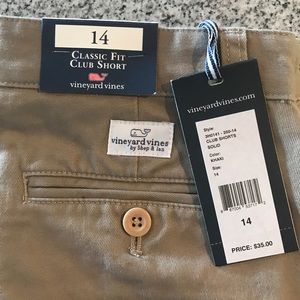 14
CLASSIC FIT
CLUB SHORT
vineyard vines
vineyard vines
by Shep & Ian
vineyardvines.com
Style:
CLUB SHORTS
SOLID
Color:
KHAKI
Size:
14
14
PRICE: $35.00